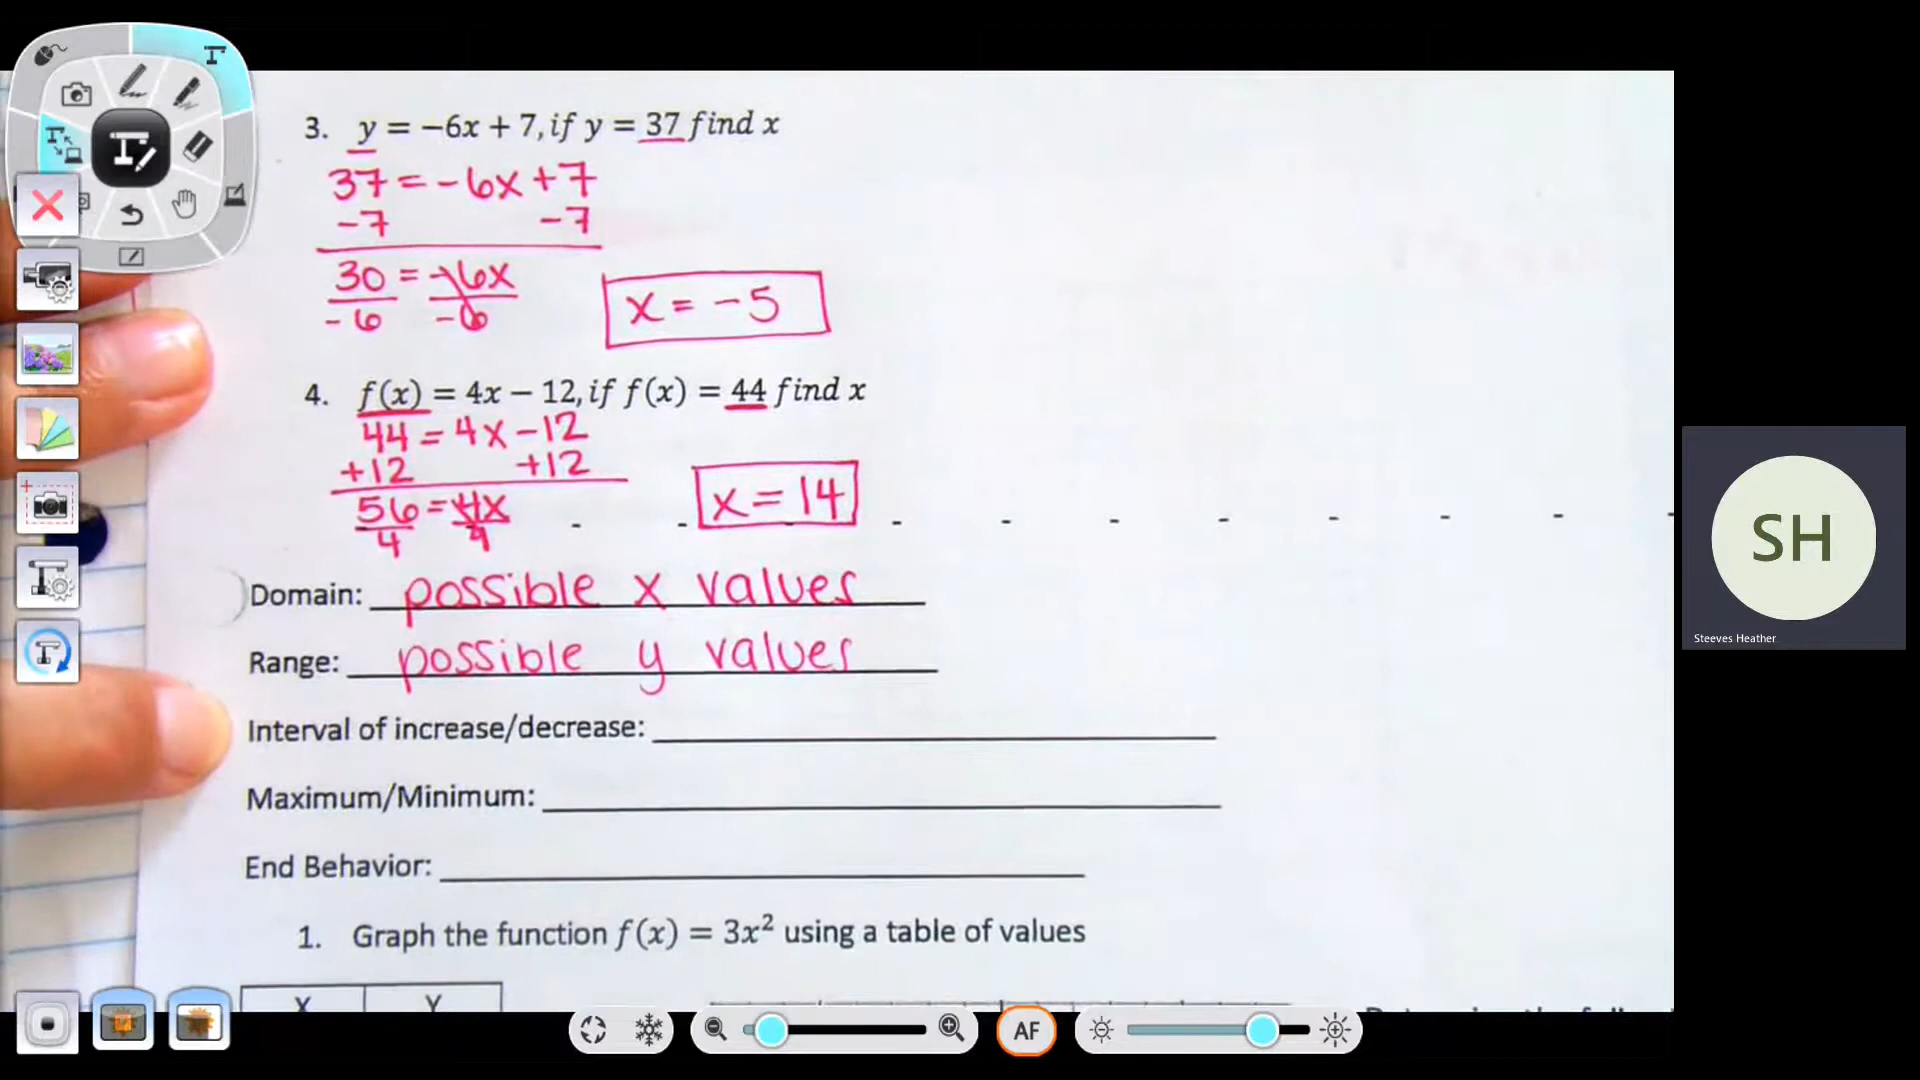 3. y = −6x + 7, if y = 37 find x
37 = -6x + 7
-7 -7
30 = -6x
-6 -6
x = -5
4. f(x) = 4x − 12, if f(x) = 44 find x
44 = 4x - 12
+12 +12
56 = 4x
4 4
x = 14
Domain: possible x values
Range: possible y values
Interval of increase/decrease:
Maximum/Minimum:
End Behavior:
1. Graph the function f(x) = 3x² using a table of values
X Y
AF
SH
Steeves Heather